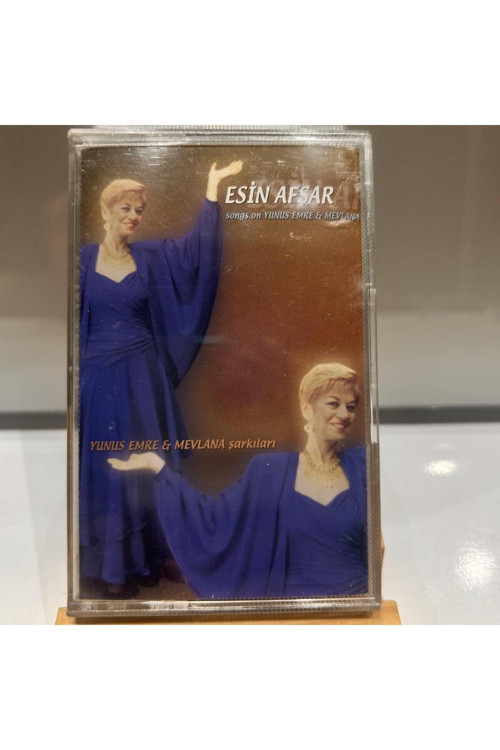 ESİN AFŞAR
songs on YUNUS EMRE & MEVLANA
YUNUS EMRE & MEVLANA şarkıları